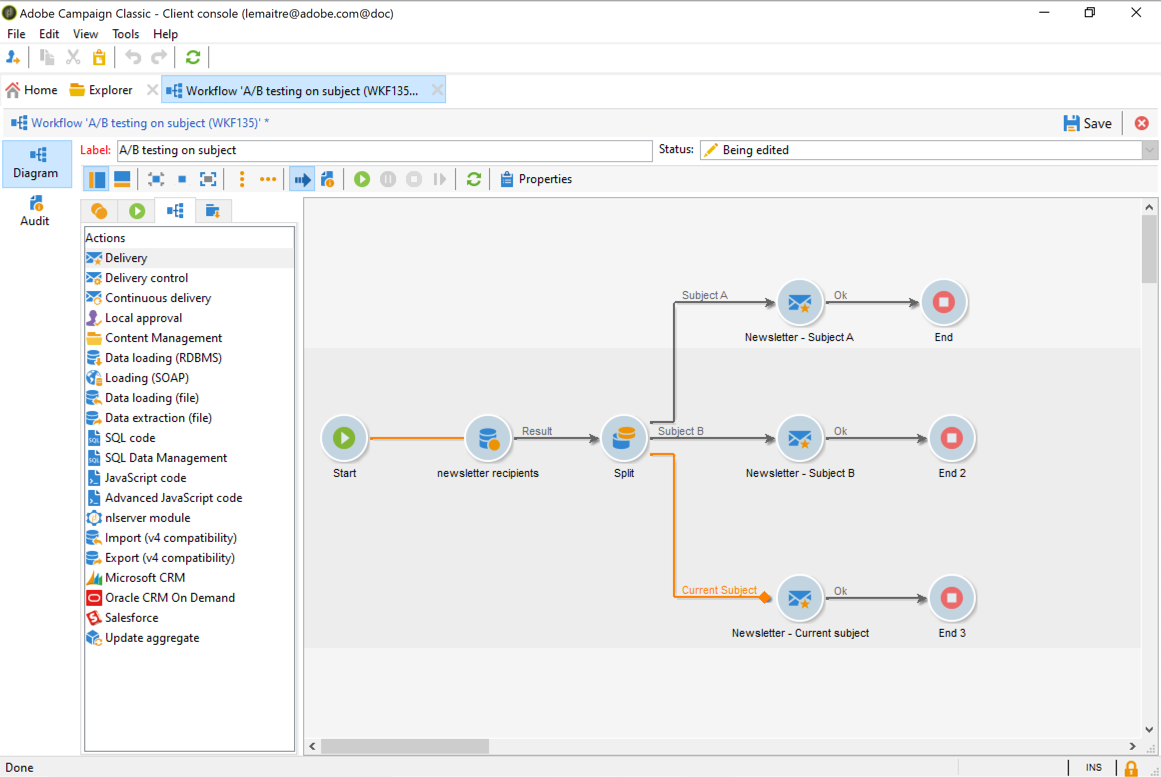 Adobe Campaign Classic - Client console (lemaitre@adobe.com@doc)
File Edit View Tools Help
Home Explorer Workflow 'A/B testing on subject (WKF135...
Workflow 'A/B testing on subject (WKF135)' * Save
Diagram
Audit
Label: A/B testing on subject Status: Being edited
Properties
Actions
Delivery
Delivery control
Continuous delivery
Local approval
Content Management
Data loading (RDBMS)
Loading (SOAP)
Data loading (file)
Data extraction (file)
SQL code
SQL Data Management
JavaScript code
Advanced JavaScript code
nlserver module
Import (v4 compatibility)
Export (v4 compatibility)
Microsoft CRM
Oracle CRM On Demand
Salesforce
Update aggregate
Subject A Ok
Newsletter - Subject A End
Result Subject B Ok
Start newsletter recipients Split Newsletter - Subject B End 2
Current Subject Ok
Newsletter - Current subject End 3
Done INS